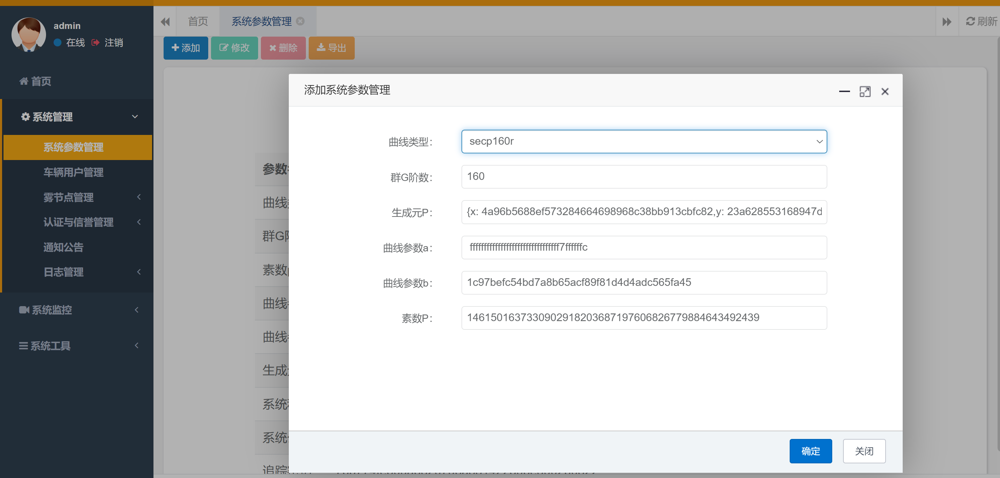 admin
在线 注销
首页
系统管理
系统参数管理
车辆用户管理
雾节点管理
认证与信誉管理
通知公告
日志管理
系统监控
系统工具
首页 系统参数管理 刷新
添加 修改 删除 导出
添加系统参数管理
曲线类型: secp160r
群G阶数: 160
生成元P: {x: 4a96b5688ef573284664698968c38bb913cbfc82,y: 23a628553168947d
曲线参数a:
曲线参数b: 1c97befc54bd7a8b65acf89f81d4d4adc565fa45
素数P: 1461501637330902918203687197606826779884643492439
确定 关闭
参数
曲线
群G阶
素数
曲线
曲线
生成
系统
系统
追踪